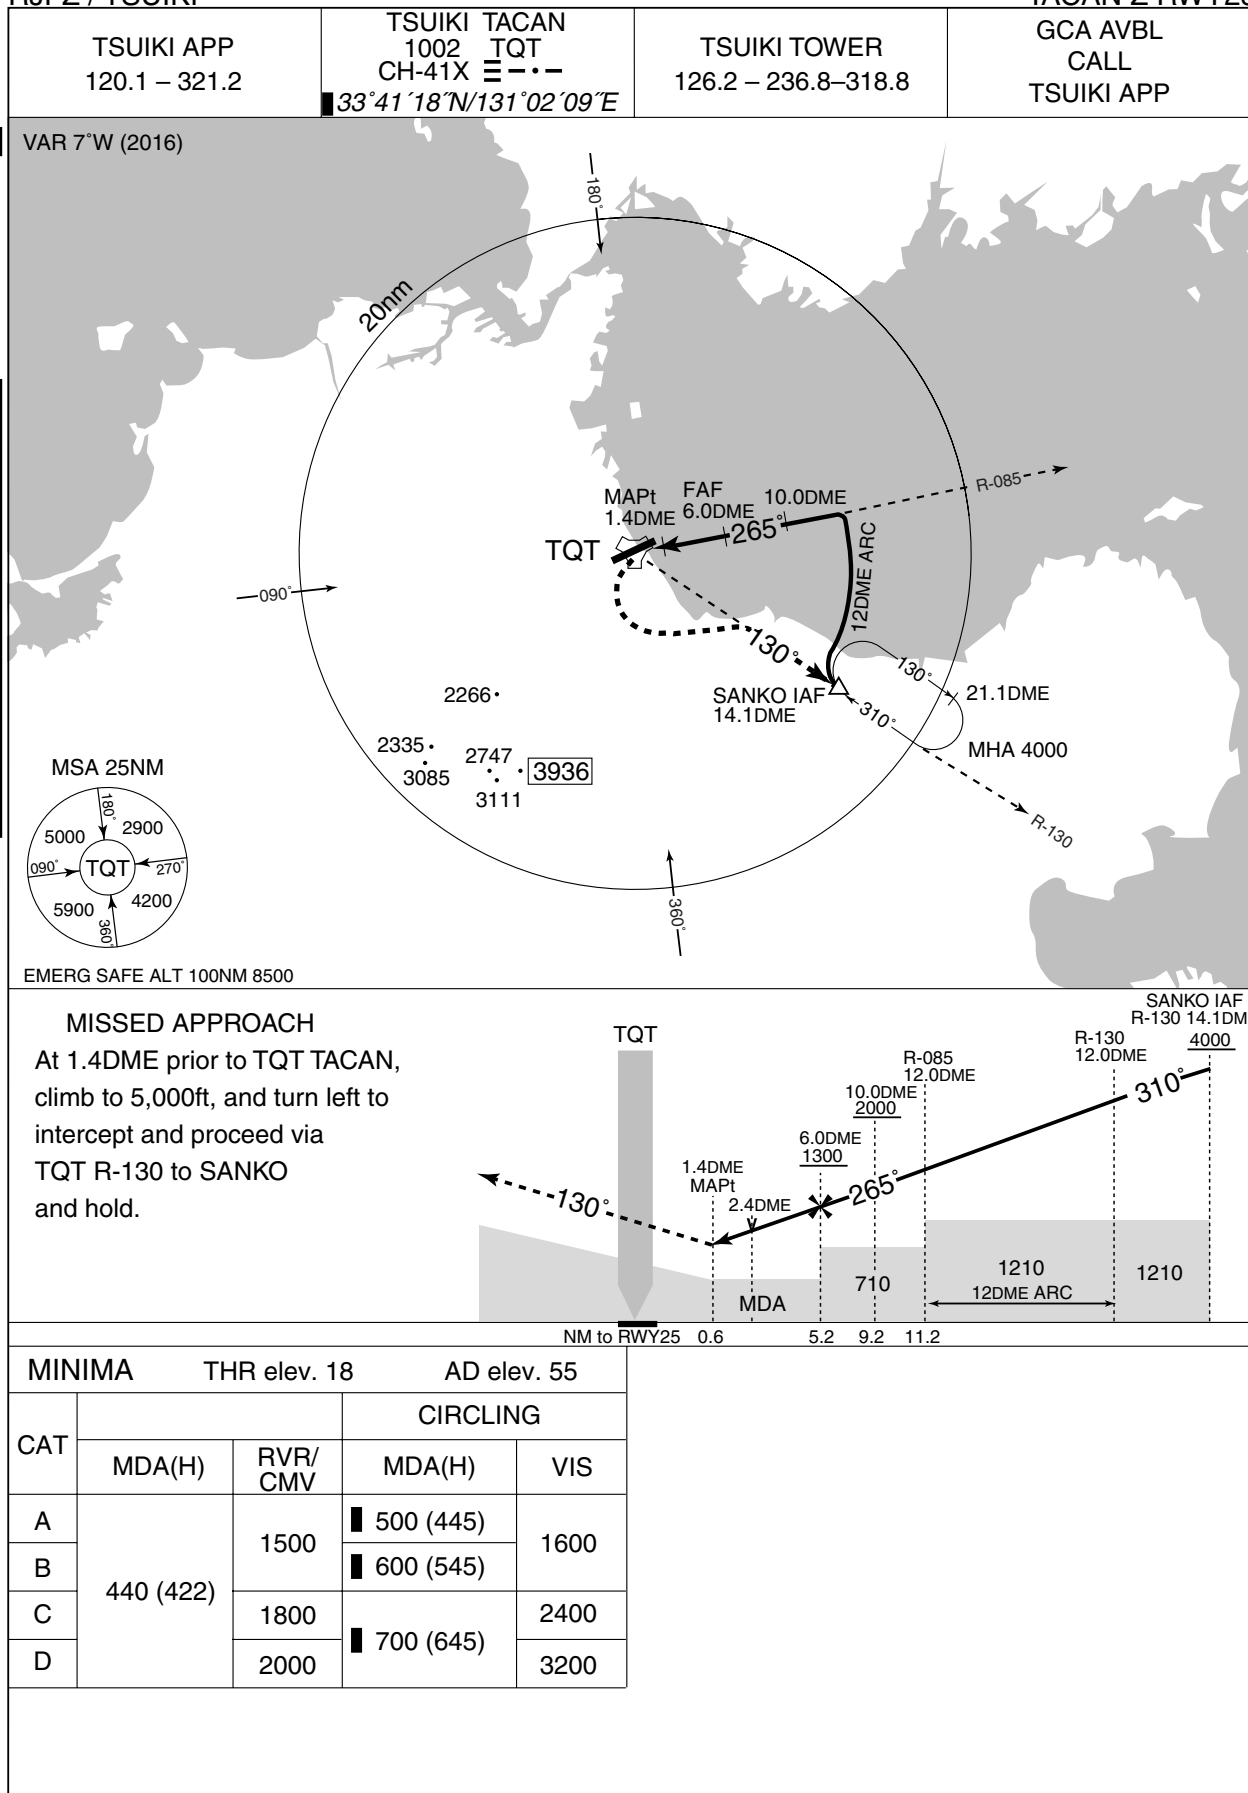 TSUIKI APP
120.1 – 321.2
TSUIKI TACAN
1002 TQT
CH-41X
33°41´18˝N/131°02´09˝E
TSUIKI TOWER
126.2 – 236.8–318.8
GCA AVBL
CALL
TSUIKI APP
VAR 7°W (2016)
180°
20nm
R-085
MAPt
1.4DME
FAF
6.0DME
10.0DME
265°
TQT
12DME ARC
090°
130°
130°
SANKO IAF
14.1DME
310°
21.1DME
MHA 4000
R-130
2266
2335
3085
2747
3936
3111
360°
MSA 25NM
180°
5000
2900
090°
TQT
270°
5900
4200
360°
EMERG SAFE ALT 100NM 8500
MISSED APPROACH
At 1.4DME prior to TQT TACAN,
climb to 5,000ft, and turn left to
intercept and proceed via
TQT R-130 to SANKO
and hold.
TQT
SANKO IAF
R-130 14.1DM
4000
R-130
12.0DME
R-085
12.0DME
10.0DME
2000
6.0DME
1300
1.4DME
MAPt
2.4DME
310°
265°
130°
MDA
710
1210
12DME ARC
1210
NM to RWY25 0.6 5.2 9.2 11.2
MINIMA THR elev. 18 AD elev. 55
CAT
CIRCLING
MDA(H)
RVR/
CMV
MDA(H)
VIS
A
B
C
D
440 (422)
1500
1800
2000
500 (445)
600 (545)
700 (645)
1600
2400
3200